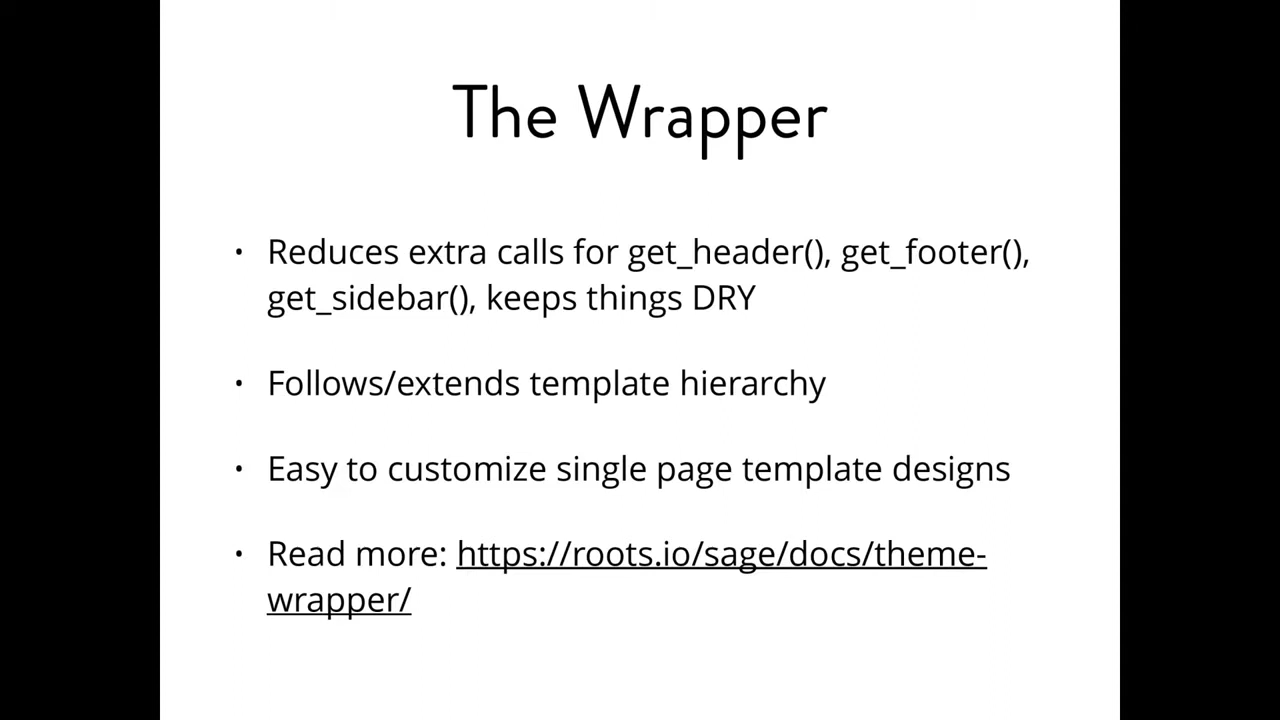 The Wrapper
• Reduces extra calls for get_header(), get_footer(),
get_sidebar(), keeps things DRY
• Follows/extends template hierarchy
• Easy to customize single page template designs
• Read more: https://roots.io/sage/docs/theme-
wrapper/